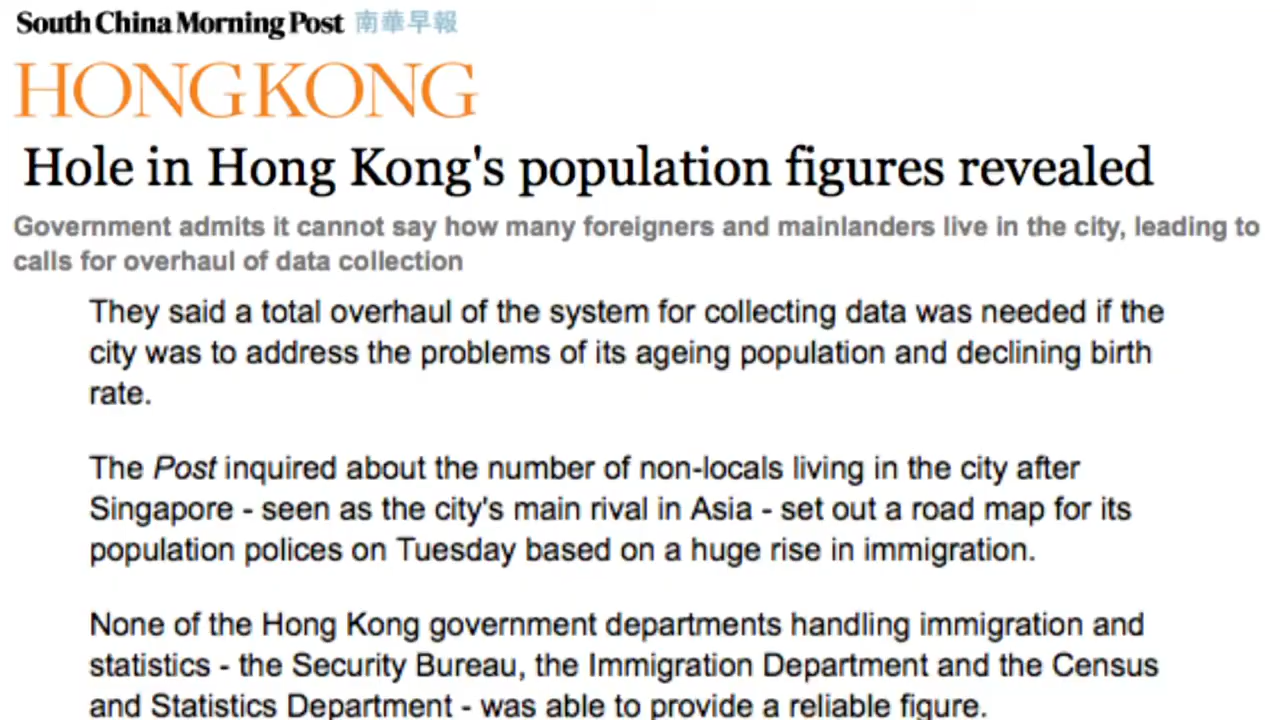 South China Morning Post 南華早報
HONG KONG
Hole in Hong Kong's population figures revealed
Government admits it cannot say how many foreigners and mainlanders live in the city, leading to
calls for overhaul of data collection
They said a total overhaul of the system for collecting data was needed if the
city was to address the problems of its ageing population and declining birth
rate.
The Post inquired about the number of non-locals living in the city after
Singapore - seen as the city's main rival in Asia - set out a road map for its
population polices on Tuesday based on a huge rise in immigration.
None of the Hong Kong government departments handling immigration and
statistics - the Security Bureau, the Immigration Department and the Census
and Statistics Department - was able to provide a reliable figure.